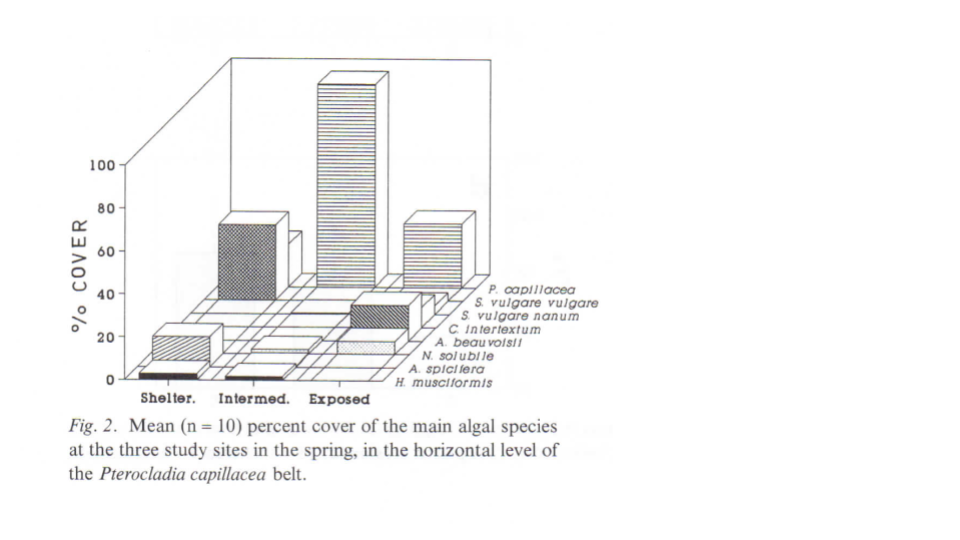 100
80
60
40
20
0
% COVER
P. capillacea
S. vulgare vulgare
S. vulgare nanum
C. intertextum
A. beauvoisii
N. solubile
A. spicifera
H. musciformis
Shelter. Intermed. Exposed
Fig. 2. Mean (n = 10) percent cover of the main algal species
at the three study sites in the spring, in the horizontal level of
the Pterocladia capillacea belt.